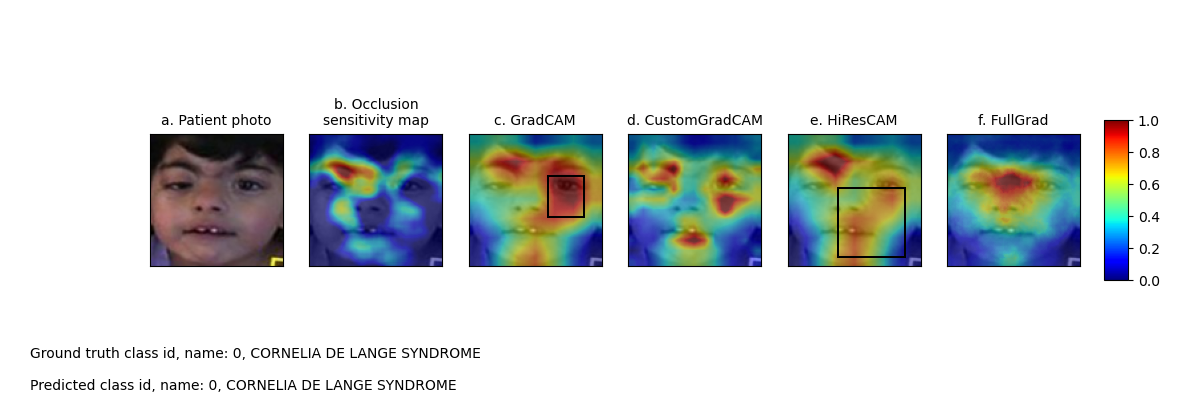 a. Patient photo
b. Occlusion
sensitivity map
c. GradCAM
d. CustomGradCAM
e. HiResCAM
f. FullGrad
1.0
0.8
0.6
0.4
0.2
0.0
Ground truth class id, name: 0, CORNELIA DE LANGE SYNDROME
Predicted class id, name: 0, CORNELIA DE LANGE SYNDROME